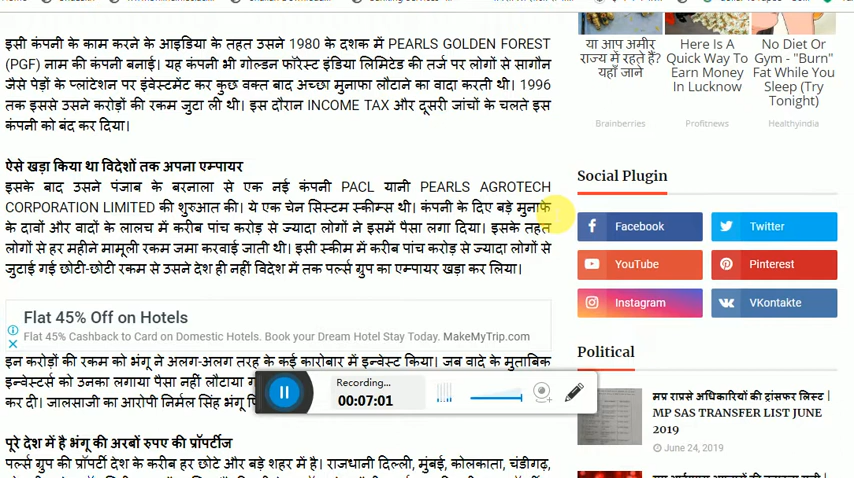 इसी कंपनी के काम करने के आइडिया के तहत उसने 1980 के दशक में PEARLS GOLDEN FOREST
(PGF) नाम की कंपनी बनाई। यह कंपनी भी गोल्डन फॉरेस्ट इंडिया लिमिटेड की तर्ज पर लोगों से सागौन
जैसे पेड़ों के प्लांटेशन पर इंवेस्टमेंट कर कुछ वक्त बाद अच्छा मुनाफा लौटाने का वादा करती थी। 1996
तक इससे उसने करोड़ों की रकम जुटा ली थी। इस दौरान INCOME TAX और दूसरी जांचों के चलते इस
कंपनी को बंद कर दिया।
ऐसे खड़ा किया था विदेशों तक अपना एम्पायर
इसके बाद उसने पंजाब के बरनाला से एक नई कंपनी PACL यानी PEARLS AGROTECH
CORPORATION LIMITED की शुरुआत की। ये एक चेन सिस्टम स्कीम्स थी। कंपनी के दिए बड़े मुनाफे
के दावों और वादों के लालच में करीब पांच करोड़ से ज्यादा लोगों ने इसमें पैसा लगा दिया। इसके तहत
लोगों से हर महीने मामूली रकम जमा करवाई जाती थी। इसी स्कीम में करीब पांच करोड़ से ज्यादा लोगों से
जुटाई गई छोटी-छोटी रकम से उसने देश ही नहीं विदेश में तक पर्ल्स ग्रुप का एम्पायर खड़ा कर लिया।
Flat 45% Off on Hotels
Flat 45% Cashback to Card on Domestic Hotels. Book your Dream Hotel Stay Today. MakeMyTrip.com
इन करोड़ों की रकम को भंगू ने अलग-अलग तरह के कई कारोबार में इन्वेस्ट किया। जब वादे के मुताबिक
इन्वेस्टर्स को उनका लगाया पैसा नहीं लौटाया
कर दी। जालसाजी का आरोपी निर्मल सिंह भंगू
Recording...
00:07:01
पूरे देश में है भंगू की अरबों रुपए की प्रॉपर्टीज
पर्ल्स ग्रुप की प्रॉपर्टी देश के करीब हर छोटे और बड़े शहर में है। राजधानी दिल्ली, मुंबई, कोलकाता, चंडीगढ़,
या आप अमीर
राज्य में रहते हैं?
यहाँ जाने
Brainberries
Here Is A
Quick Way To
Earn Money
In Lucknow
Profitnews
No Diet Or
Gym - "Burn"
Fat While You
Sleep (Try
Tonight)
Healthyindia
Social Plugin
Facebook
Twitter
YouTube
Pinterest
Instagram
VKontakte
Political
मप्र राप्रसे अधिकारियों की ट्रांसफर लिस्ट |
MP SAS TRANSFER LIST JUNE
2019
June 24, 2019